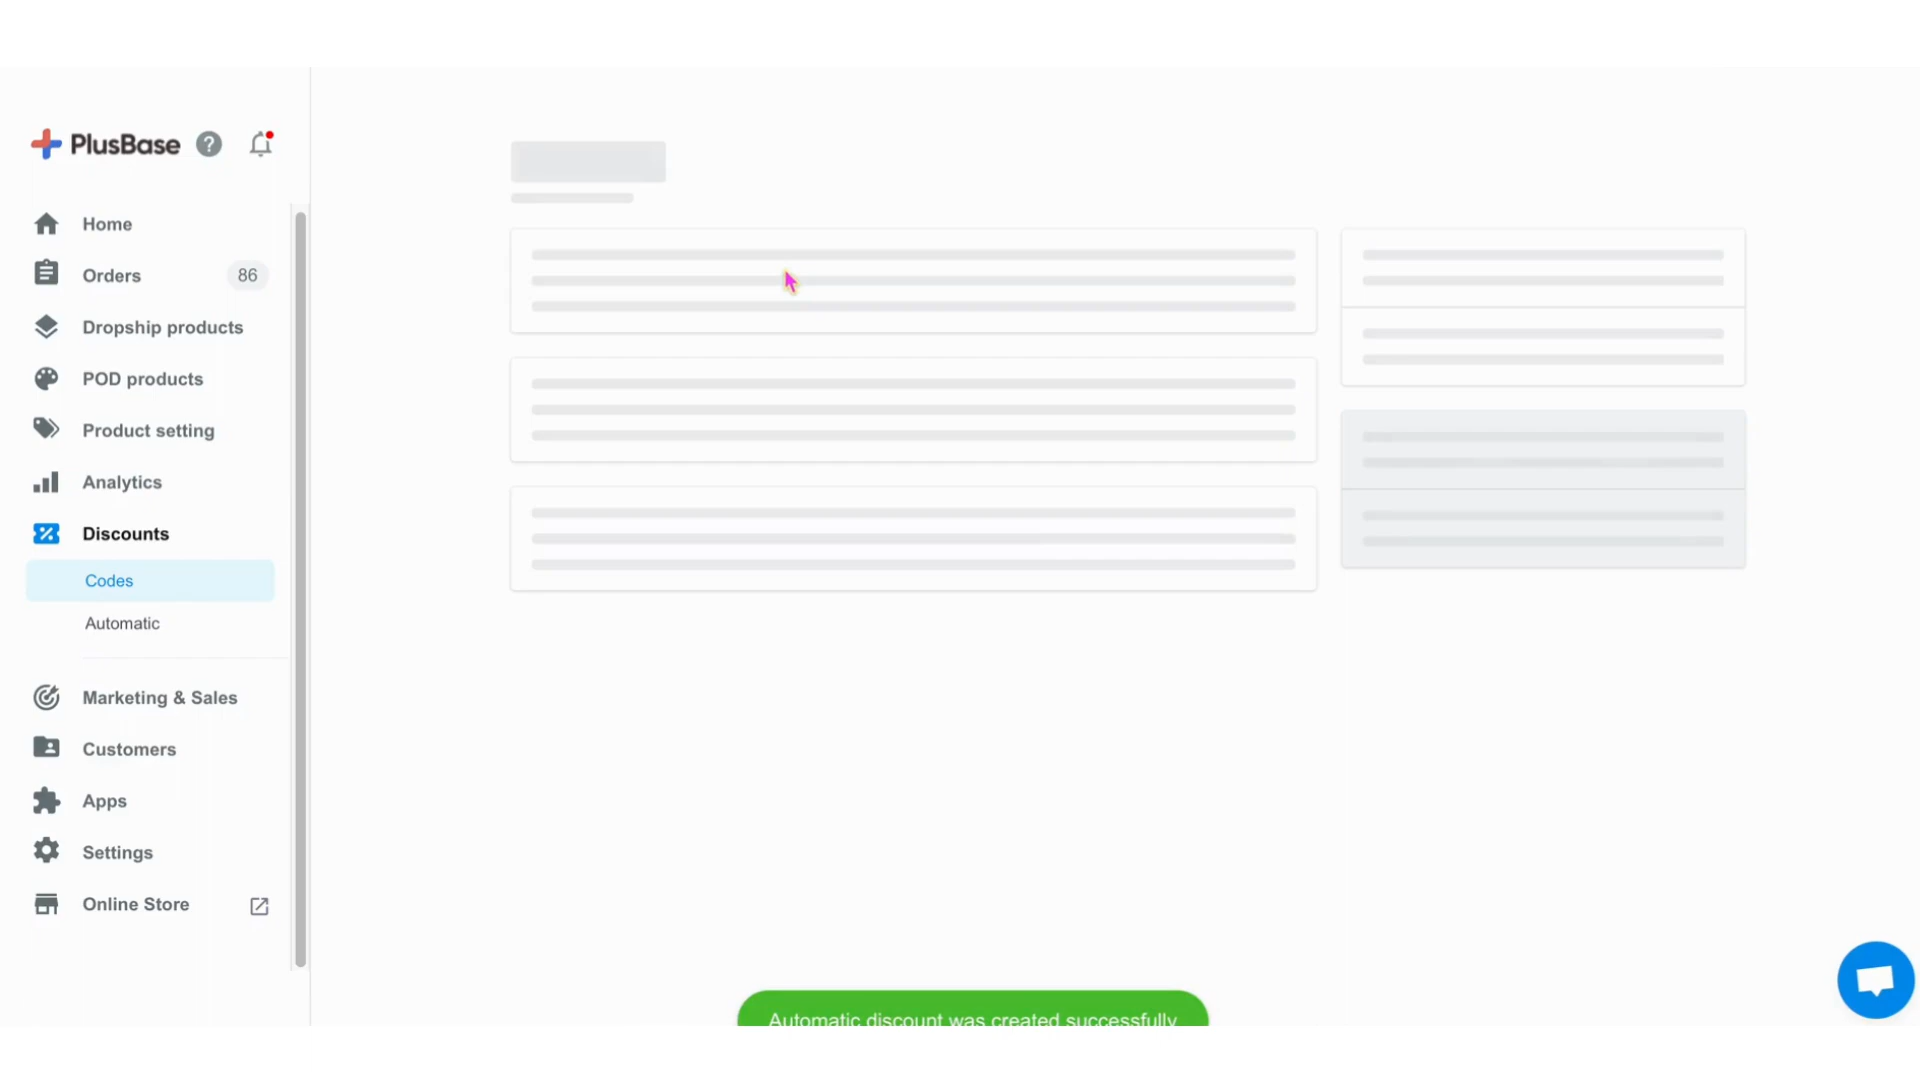 PlusBase ?
Home
Orders 86
Dropship products
POD products
Product setting
Analytics
Discounts
Codes
Automatic
Marketing & Sales
Customers
Apps
Settings
Online Store
Automatic discount was created successfully